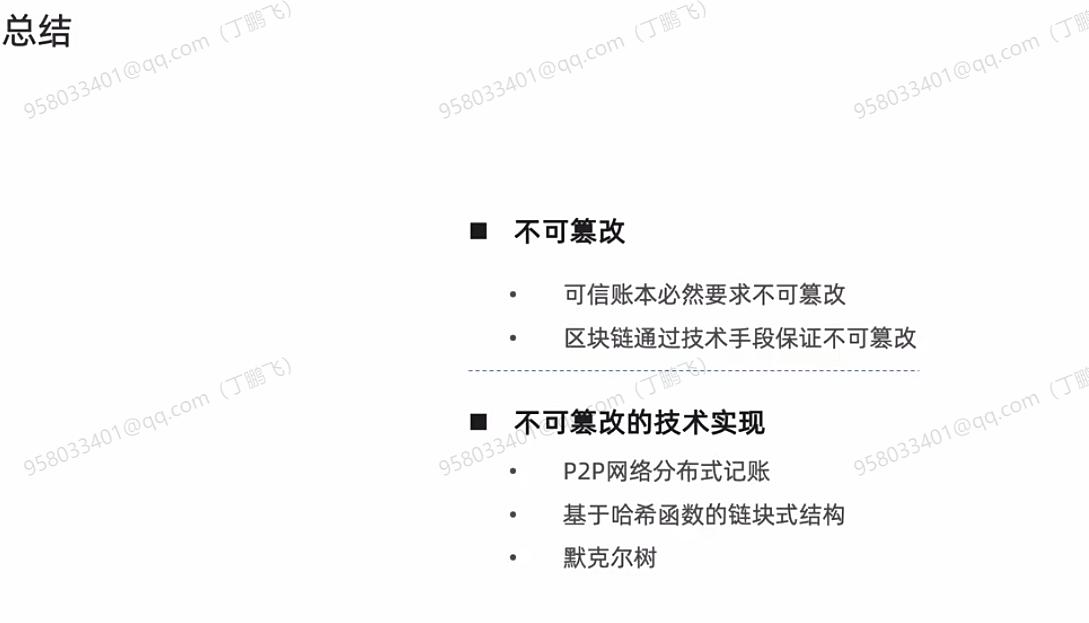 总结
958033401@qq.com（丁鹏飞）
958033401@qq.com（丁鹏飞）
958033401@qq.com（丁鹏飞）
■ 不可篡改
• 可信账本必然要求不可篡改
• 区块链通过技术手段保证不可篡改
958033401@qq.com（丁鹏飞）
958033401@qq.com（丁鹏飞）
958033401@qq.com（丁鹏飞）
■ 不可篡改的技术实现
• P2P网络分布式记账
• 基于哈希函数的链块式结构
• 默克尔树